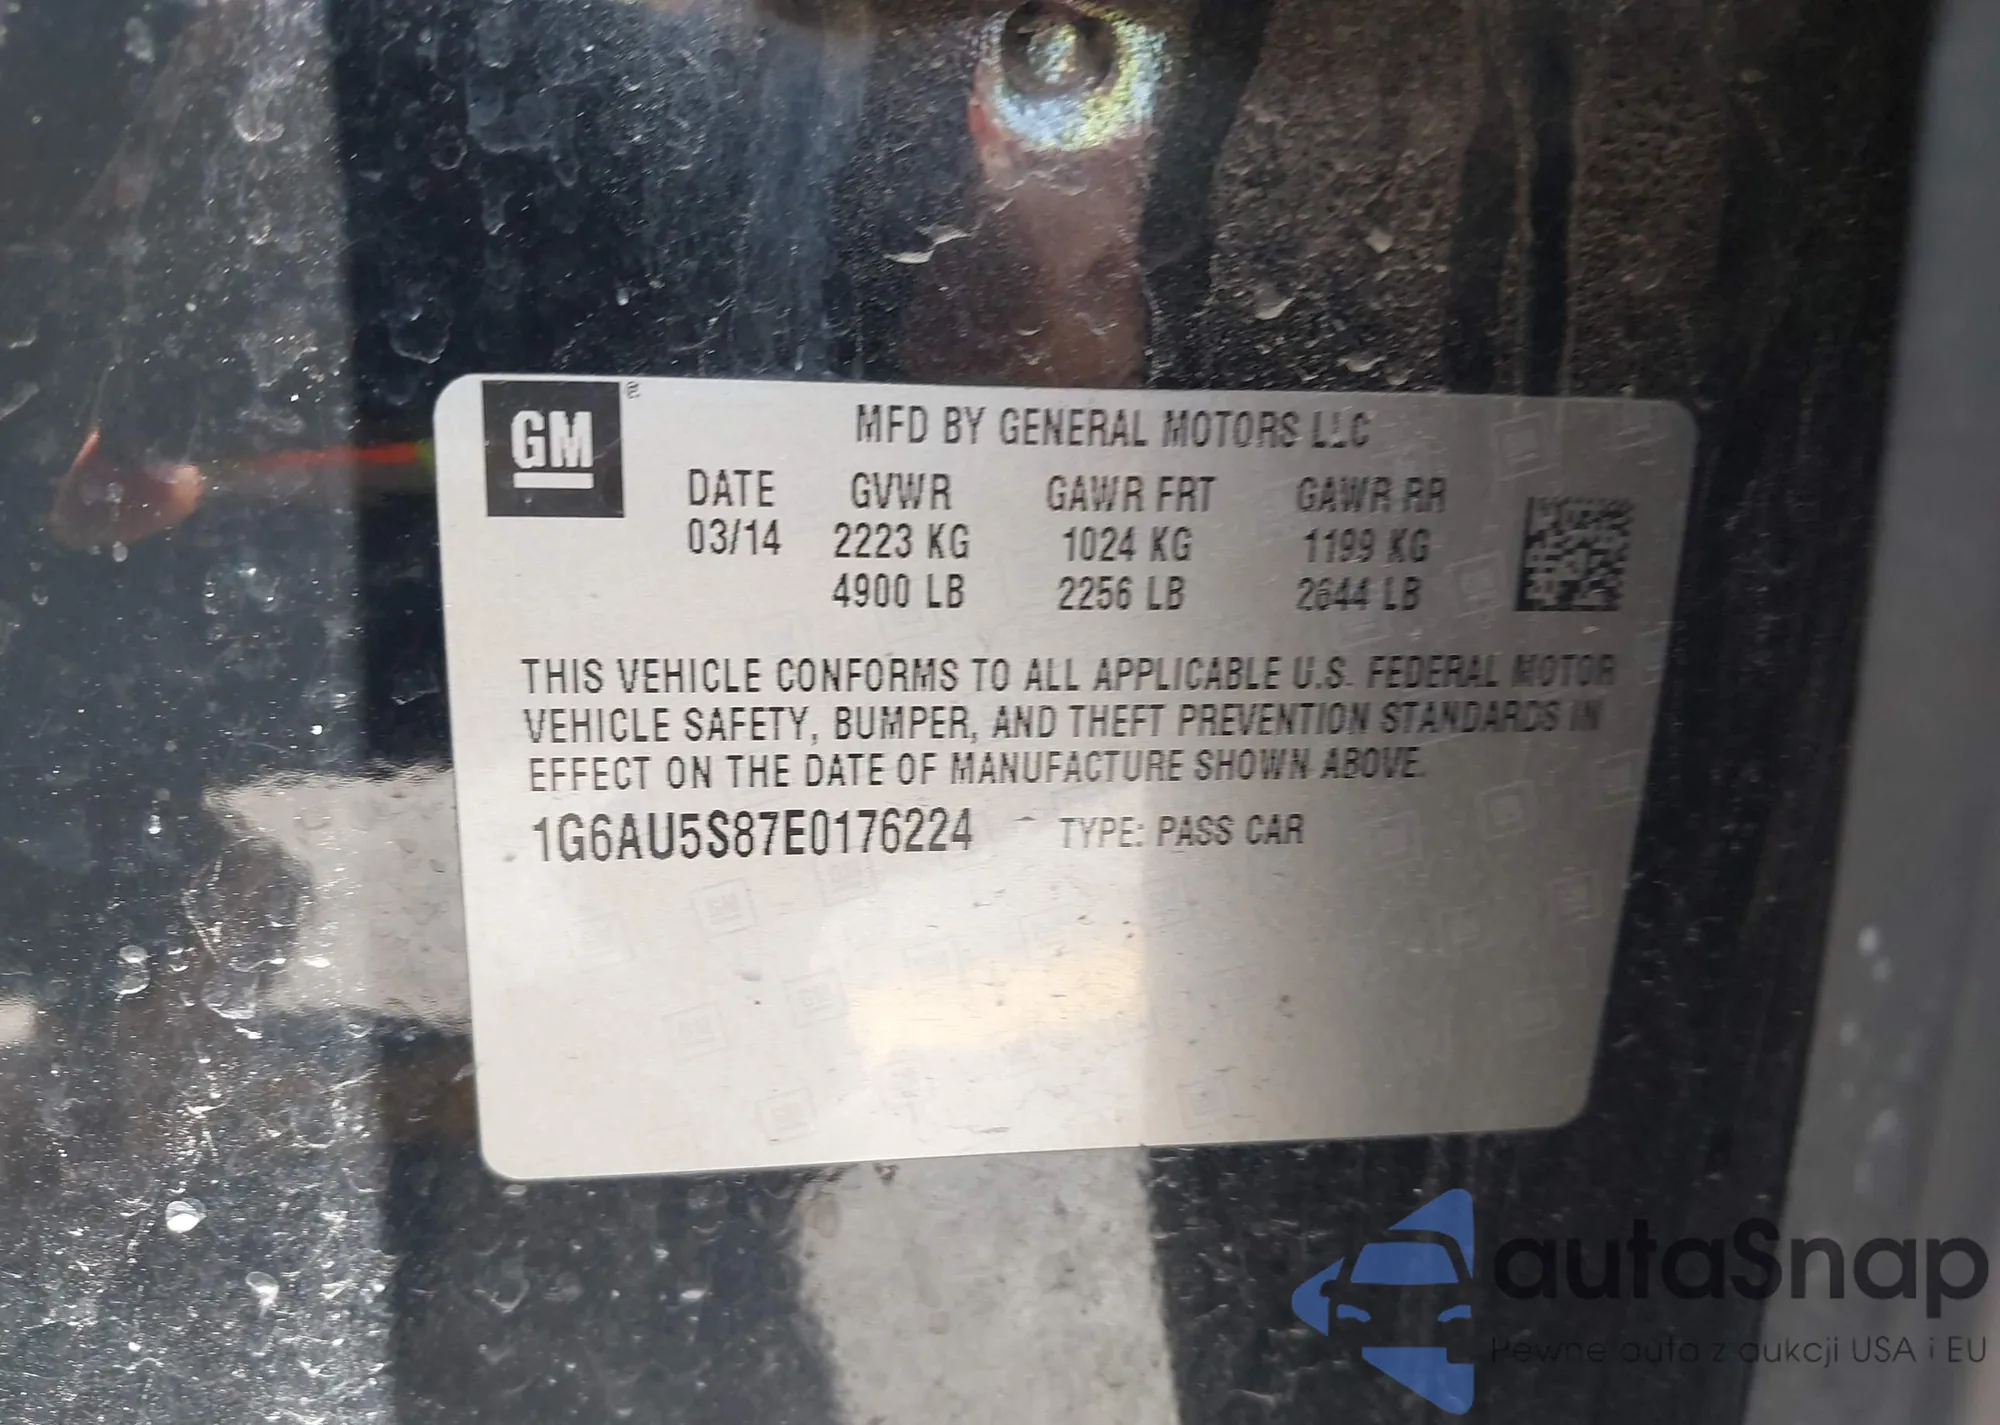 GM ®
MFD BY GENERAL MOTORS LLC
DATE GVWR GAWR FRT GAWR RR
03/14 2223 KG 1024 KG 1199 KG
4900 LB 2256 LB 2644 LB
THIS VEHICLE CONFORMS TO ALL APPLICABLE U.S. FEDERAL MOTOR
VEHICLE SAFETY, BUMPER, AND THEFT PREVENTION STANDARDS IN
EFFECT ON THE DATE OF MANUFACTURE SHOWN ABOVE.
1G6AU5S87E0176224 TYPE: PASS CAR
autaSnap
Pewne auta z aukcji USA i EU